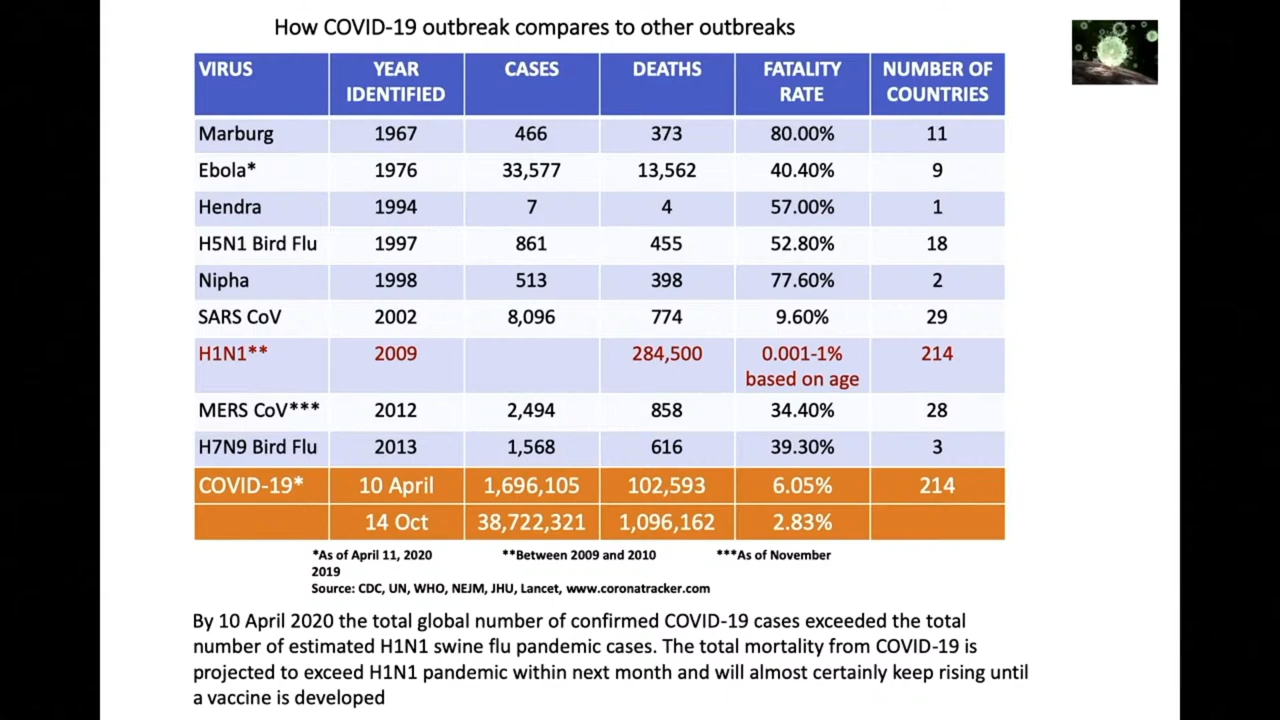 How COVID-19 outbreak compares to other outbreaks
VIRUS YEAR IDENTIFIED CASES DEATHS FATALITY RATE NUMBER OF COUNTRIES
Marburg 1967 466 373 80.00% 11
Ebola* 1976 33,577 13,562 40.40% 9
Hendra 1994 7 4 57.00% 1
H5N1 Bird Flu 1997 861 455 52.80% 18
Nipha 1998 513 398 77.60% 2
SARS CoV 2002 8,096 774 9.60% 29
H1N1** 2009 284,500 0.001-1% based on age 214
MERS CoV*** 2012 2,494 858 34.40% 28
H7N9 Bird Flu 2013 1,568 616 39.30% 3
COVID-19* 10 April 1,696,105 102,593 6.05% 214
14 Oct 38,722,321 1,096,162 2.83%
*As of April 11, 2020 **Between 2009 and 2010 ***As of November
2019
Source: CDC, UN, WHO, NEJM, JHU, Lancet, www.coronatracker.com
By 10 April 2020 the total global number of confirmed COVID-19 cases exceeded the total
number of estimated H1N1 swine flu pandemic cases. The total mortality from COVID-19 is
projected to exceed H1N1 pandemic within next month and will almost certainly keep rising until
a vaccine is developed